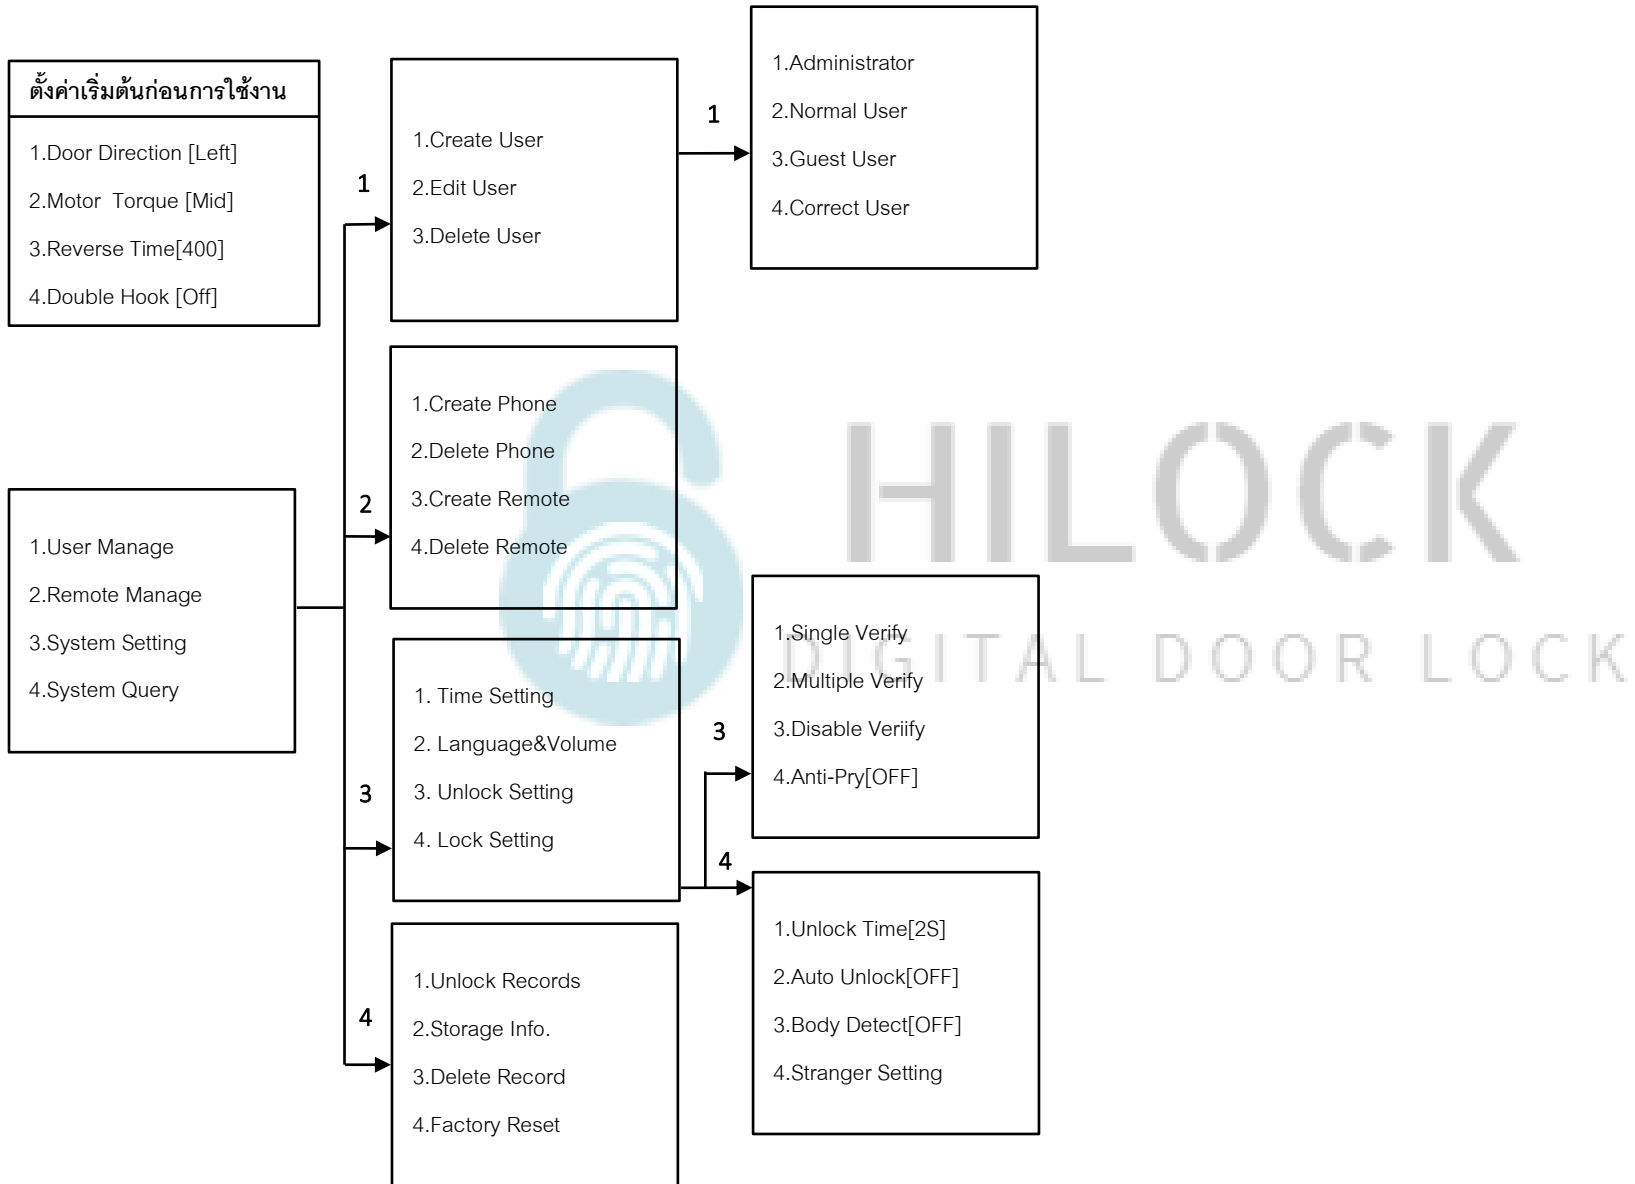 ตั้งค่าเริ่มต้นก่อนการใช้งาน
1.Door Direction [Left]
2.Motor  Torque [Mid]
3.Reverse Time[400]
4.Double Hook [Off]
1.User Manage
2.Remote Manage
3.System Setting
4.System Query
1
1.Create User
2.Edit User
3.Delete User
1
1.Administrator
2.Normal User
3.Guest User
4.Correct User
2
1.Create Phone
2.Delete Phone
3.Create Remote
4.Delete Remote
3
1. Time Setting
2. Language&Volume
3. Unlock Setting
4. Lock Setting
3
1.Single Verify
2.Multiple Verify
3.Disable Veriify
4.Anti-Pry[OFF]
4
1.Unlock Time[2S]
2.Auto Unlock[OFF]
3.Body Detect[OFF]
4.Stranger Setting
4
1.Unlock Records
2.Storage Info.
3.Delete Record
4.Factory Reset
HILOCK
DIGITAL DOOR LOCK